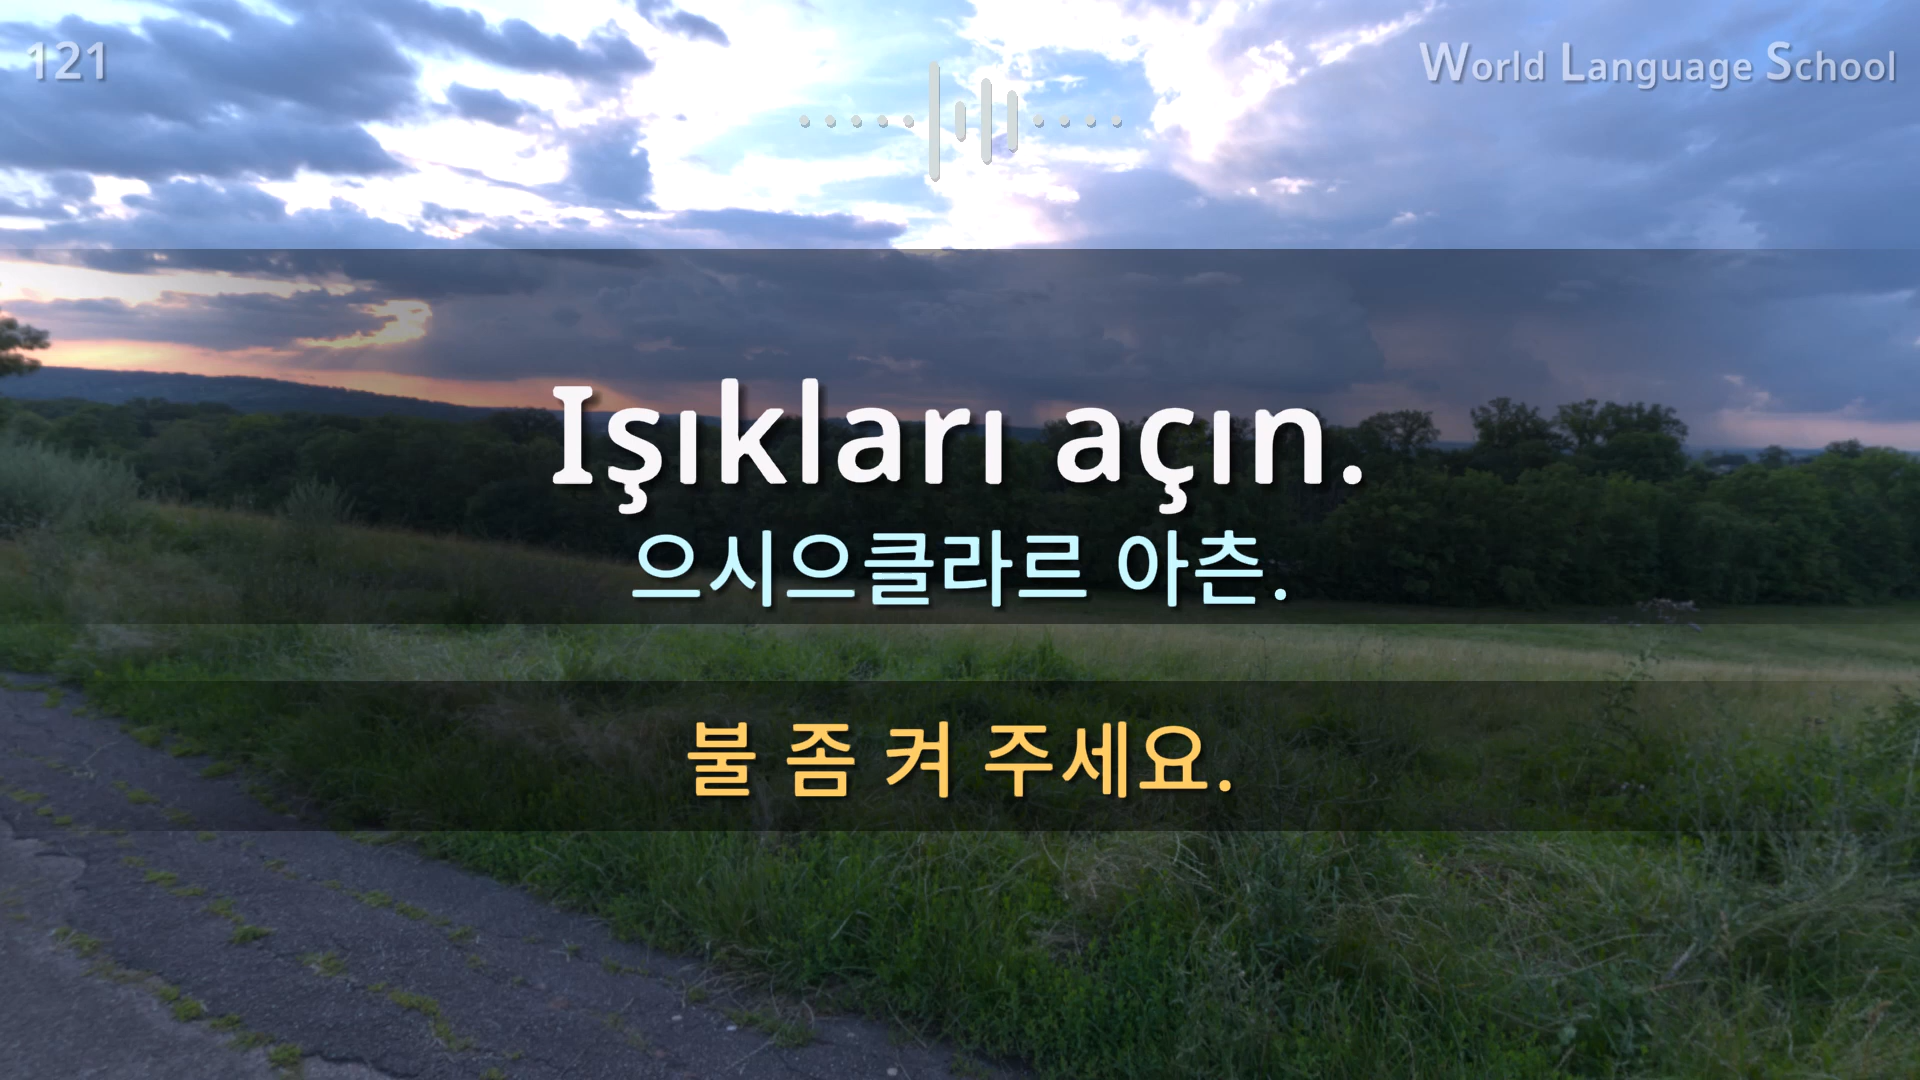 121
World Language School
Işıkları açın.
으시으클라르 아츤.
불 좀 켜 주세요.